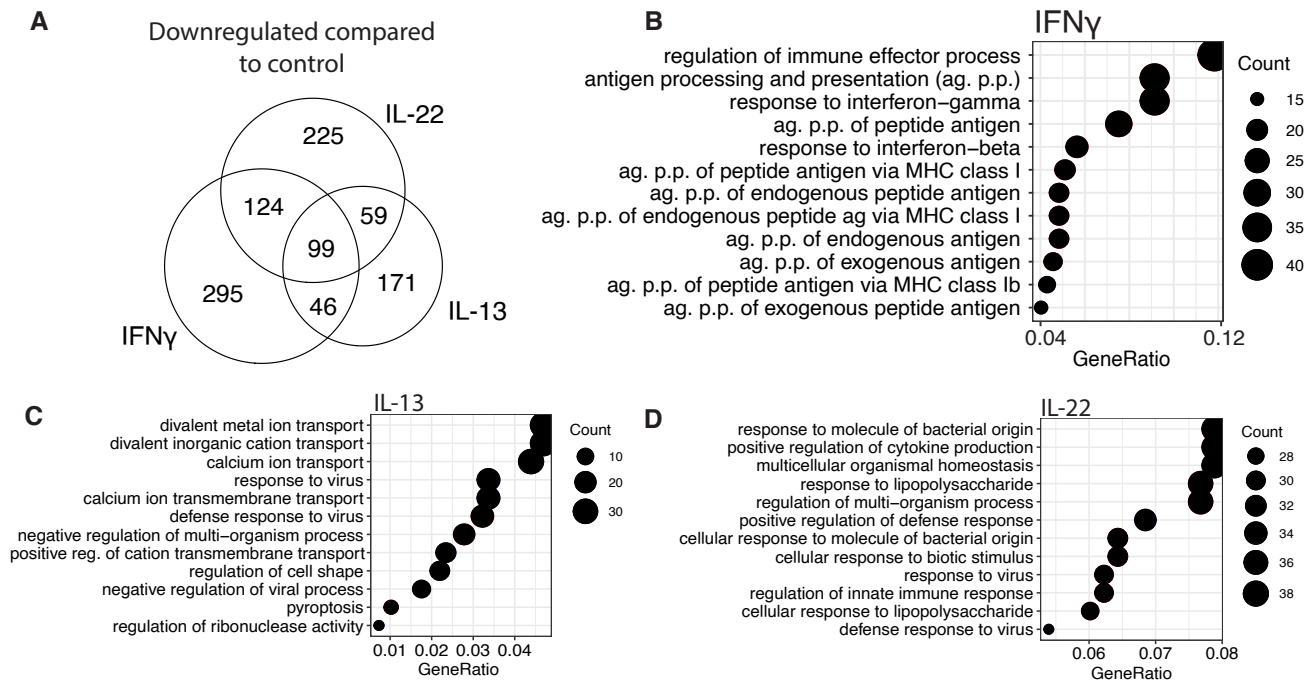 A
Downregulated compared
to control
IL-22
225
124
59
99
295
46
171
IL-13
IFNγ
B
IFNγ
regulation of immune effector process
antigen processing and presentation (ag. p.p.)
response to interferon−gamma
ag. p.p. of peptide antigen
response to interferon−beta
ag. p.p. of peptide antigen via MHC class I
ag. p.p. of endogenous peptide antigen
ag. p.p. of endogenous peptide ag via MHC class I
ag. p.p. of endogenous antigen
ag. p.p. of exogenous antigen
ag. p.p. of peptide antigen via MHC class Ib
ag. p.p. of exogenous peptide antigen
0.04 0.12
GeneRatio
Count
15
20
25
30
35
40
C
IL-13
divalent metal ion transport
divalent inorganic cation transport
calcium ion transport
response to virus
calcium ion transmembrane transport
defense response to virus
negative regulation of multi−organism process
positive reg. of cation transmembrane transport
regulation of cell shape
negative regulation of viral process
pyroptosis
regulation of ribonuclease activity
0.01 0.02 0.03 0.04
GeneRatio
Count
10
20
30
D
IL-22
response to molecule of bacterial origin
positive regulation of cytokine production
multicellular organismal homeostasis
response to lipopolysaccharide
regulation of multi−organism process
positive regulation of defense response
cellular response to molecule of bacterial origin
cellular response to biotic stimulus
response to virus
regulation of innate immune response
cellular response to lipopolysaccharide
defense response to virus
0.06 0.07 0.08
GeneRatio
Count
28
30
32
34
36
38